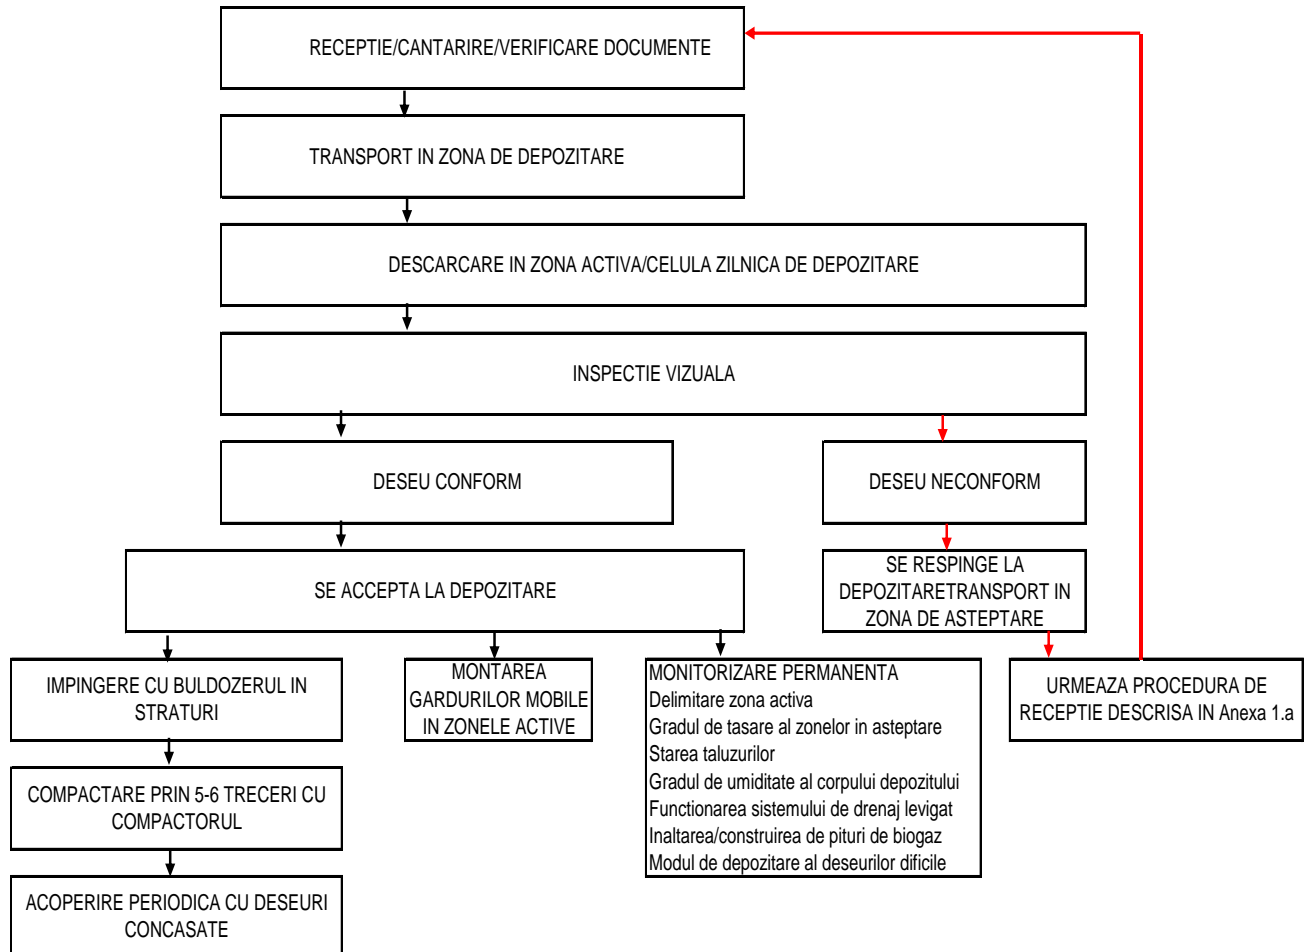 RECEPTIE/CANTARIRE/VERIFICARE DOCUMENTE
TRANSPORT IN ZONA DE DEPOZITARE
DESCARCARE IN ZONA ACTIVA/CELULA ZILNICA DE DEPOZITARE
INSPECTIE VIZUALA
DESEU CONFORM
DESEU NECONFORM
SE ACCEPTA LA DEPOZITARE
SE RESPINGE LA
DEPOZITARETRANSPORT IN
ZONA DE ASTEPTARE
IMPINGERE CU BULDOZERUL IN
STRATURI
MONTAREA
GARDURILOR MOBILE
IN ZONELE ACTIVE
MONITORIZARE PERMANENTA
Delimitare zona activa
Gradul de tasare al zonelor in asteptare
Starea taluzurilor
Gradul de umiditate al corpului depozitului
Functionarea sistemului de drenaj levigat
Inaltarea/construirea de pituri de biogaz
Modul de depozitare al deseurilor dificile
URMEAZA PROCEDURA DE
RECEPTIE DESCRISA IN Anexa 1.a
COMPACTARE PRIN 5-6 TRECERI CU
COMPACTORUL
ACOPERIRE PERIODICA CU DESEURI
CONCASATE